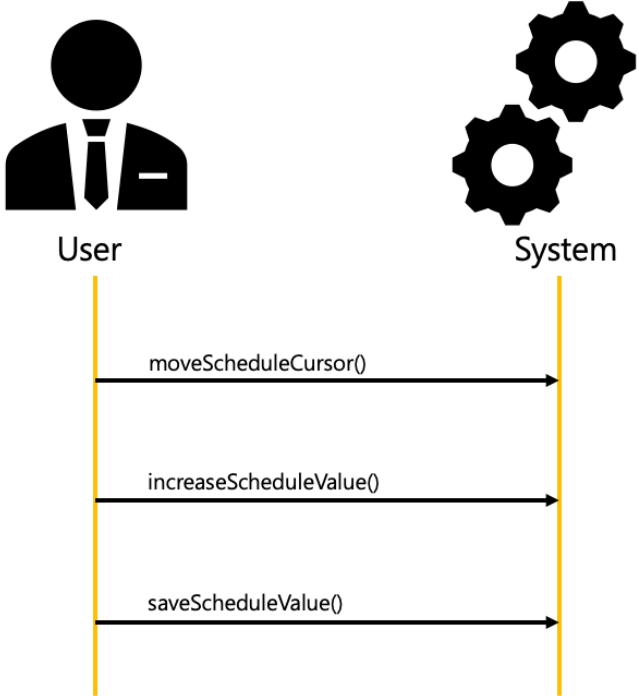 User
System
moveScheduleCursor()
increaseScheduleValue()
saveScheduleValue()